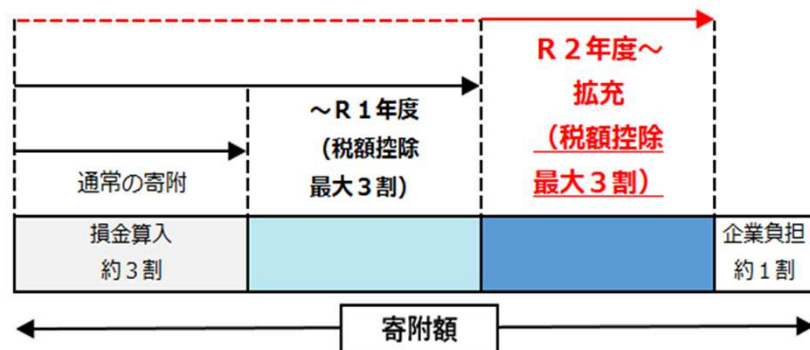 R２年度～
拡充
（税額控除
最大３割）
～R１年度
（税額控除
最大３割）
通常の寄附
損金算入
約３割
企業負担
約１割
寄附額